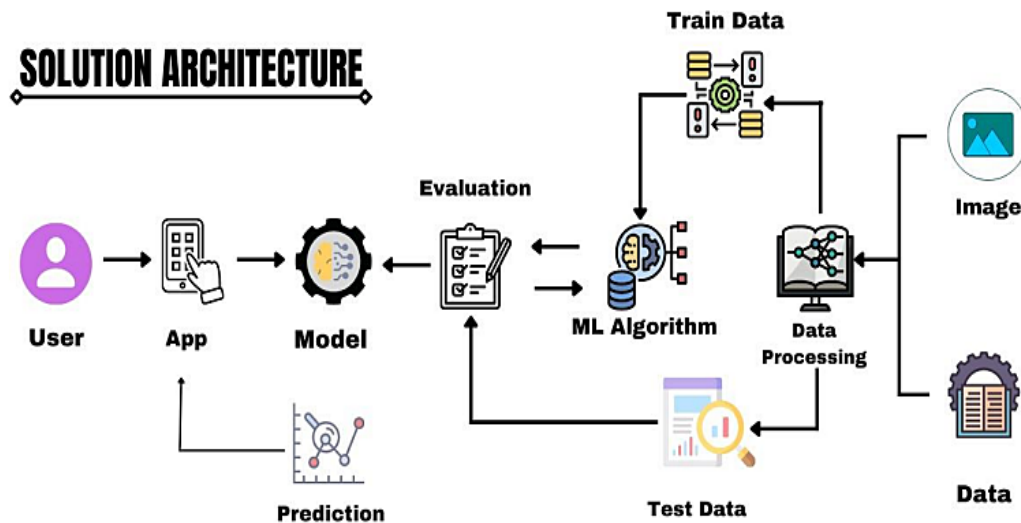 SOLUTION ARCHITECTURE
Train Data
Evaluation
Image
User
App
Model
ML Algorithm
Data
Processing
Prediction
Test Data
Data